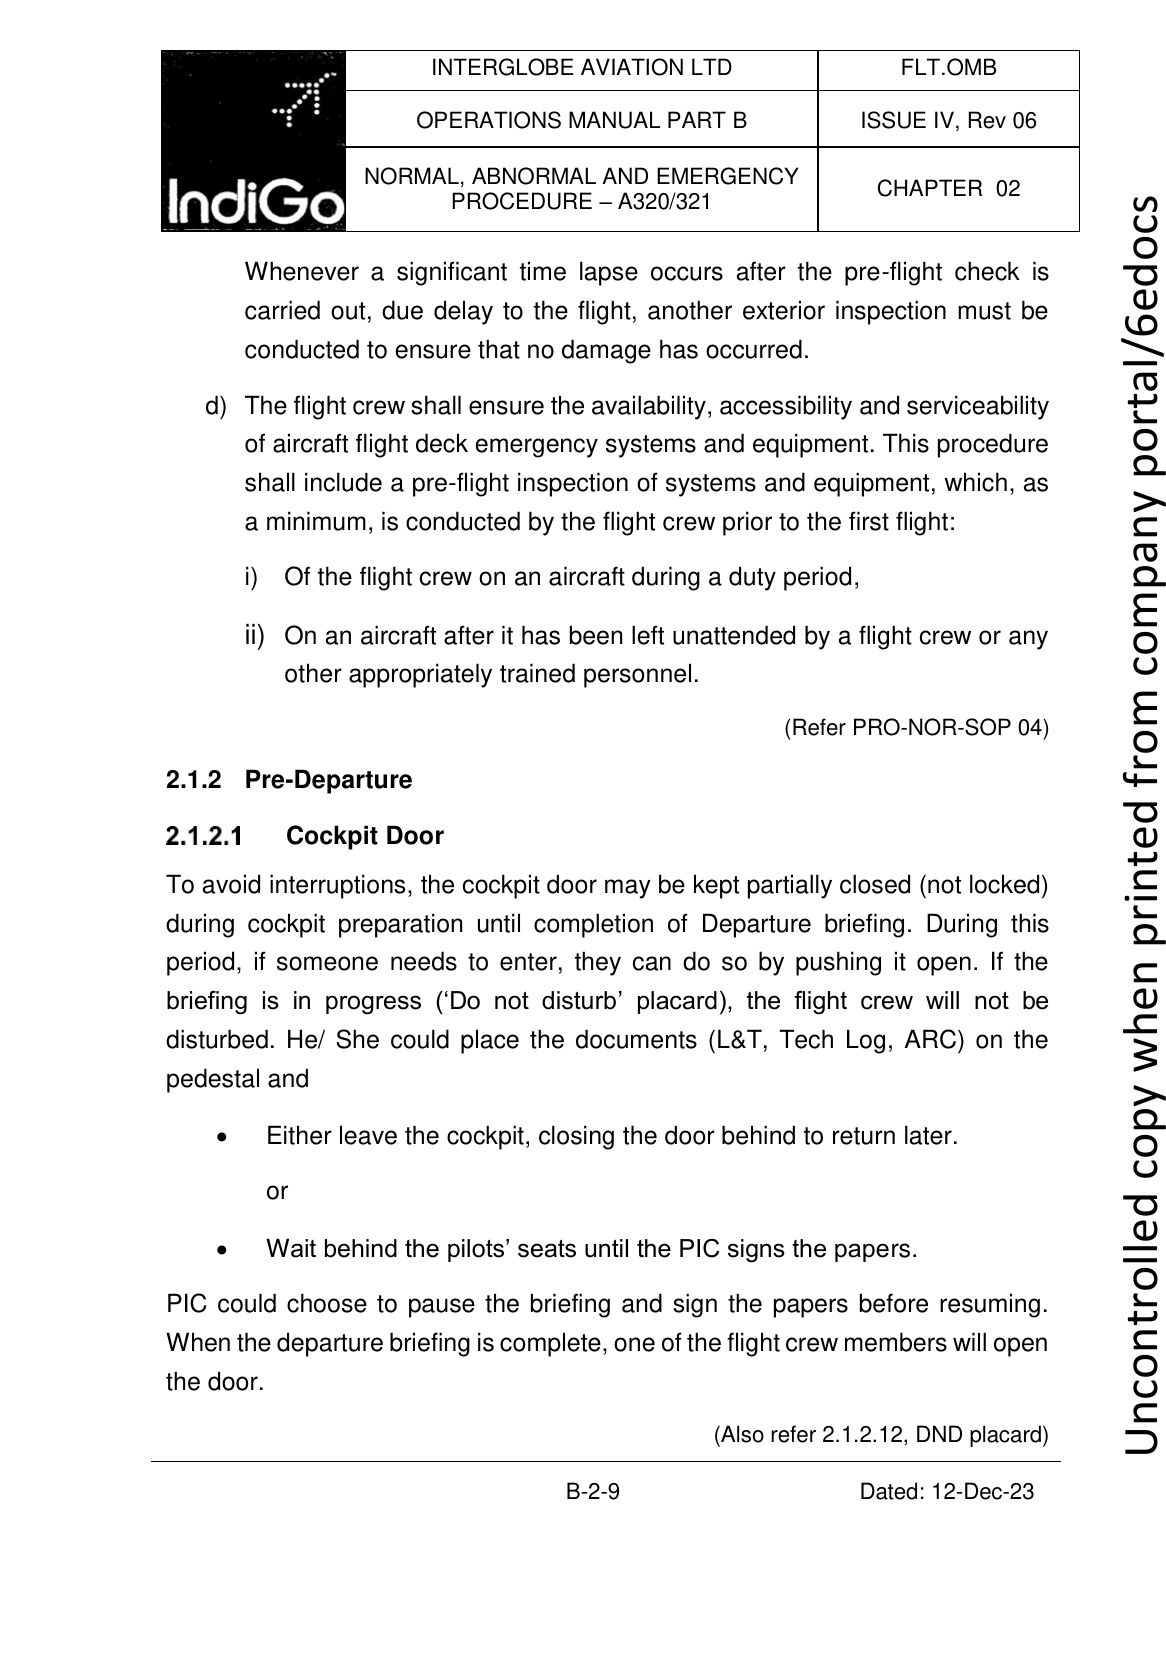 IndiGo
INTERGLOBE AVIATION LTD
FLT.OMB
OPERATIONS MANUAL PART B
ISSUE IV, Rev 06
NORMAL, ABNORMAL AND EMERGENCY
PROCEDURE – A320/321
CHAPTER 02
Whenever a significant time lapse occurs after the pre-flight check is
carried out, due delay to the flight, another exterior inspection must be
conducted to ensure that no damage has occurred.
d) The flight crew shall ensure the availability, accessibility and serviceability
of aircraft flight deck emergency systems and equipment. This procedure
shall include a pre-flight inspection of systems and equipment, which, as
a minimum, is conducted by the flight crew prior to the first flight:
i) Of the flight crew on an aircraft during a duty period,
ii) On an aircraft after it has been left unattended by a flight crew or any
other appropriately trained personnel.
(Refer PRO-NOR-SOP 04)
2.1.2 Pre-Departure
2.1.2.1 Cockpit Door
To avoid interruptions, the cockpit door may be kept partially closed (not locked)
during cockpit preparation until completion of Departure briefing. During this
period, if someone needs to enter, they can do so by pushing it open. If the
briefing is in progress (‘Do not disturb’ placard), the flight crew will not be
disturbed. He/ She could place the documents (L&T, Tech Log, ARC) on the
pedestal and
• Either leave the cockpit, closing the door behind to return later.
or
• Wait behind the pilots’ seats until the PIC signs the papers.
PIC could choose to pause the briefing and sign the papers before resuming.
When the departure briefing is complete, one of the flight crew members will open
the door.
(Also refer 2.1.2.12, DND placard)
B-2-9
Dated: 12-Dec-23
Uncontrolled copy when printed from company portal/6edocs